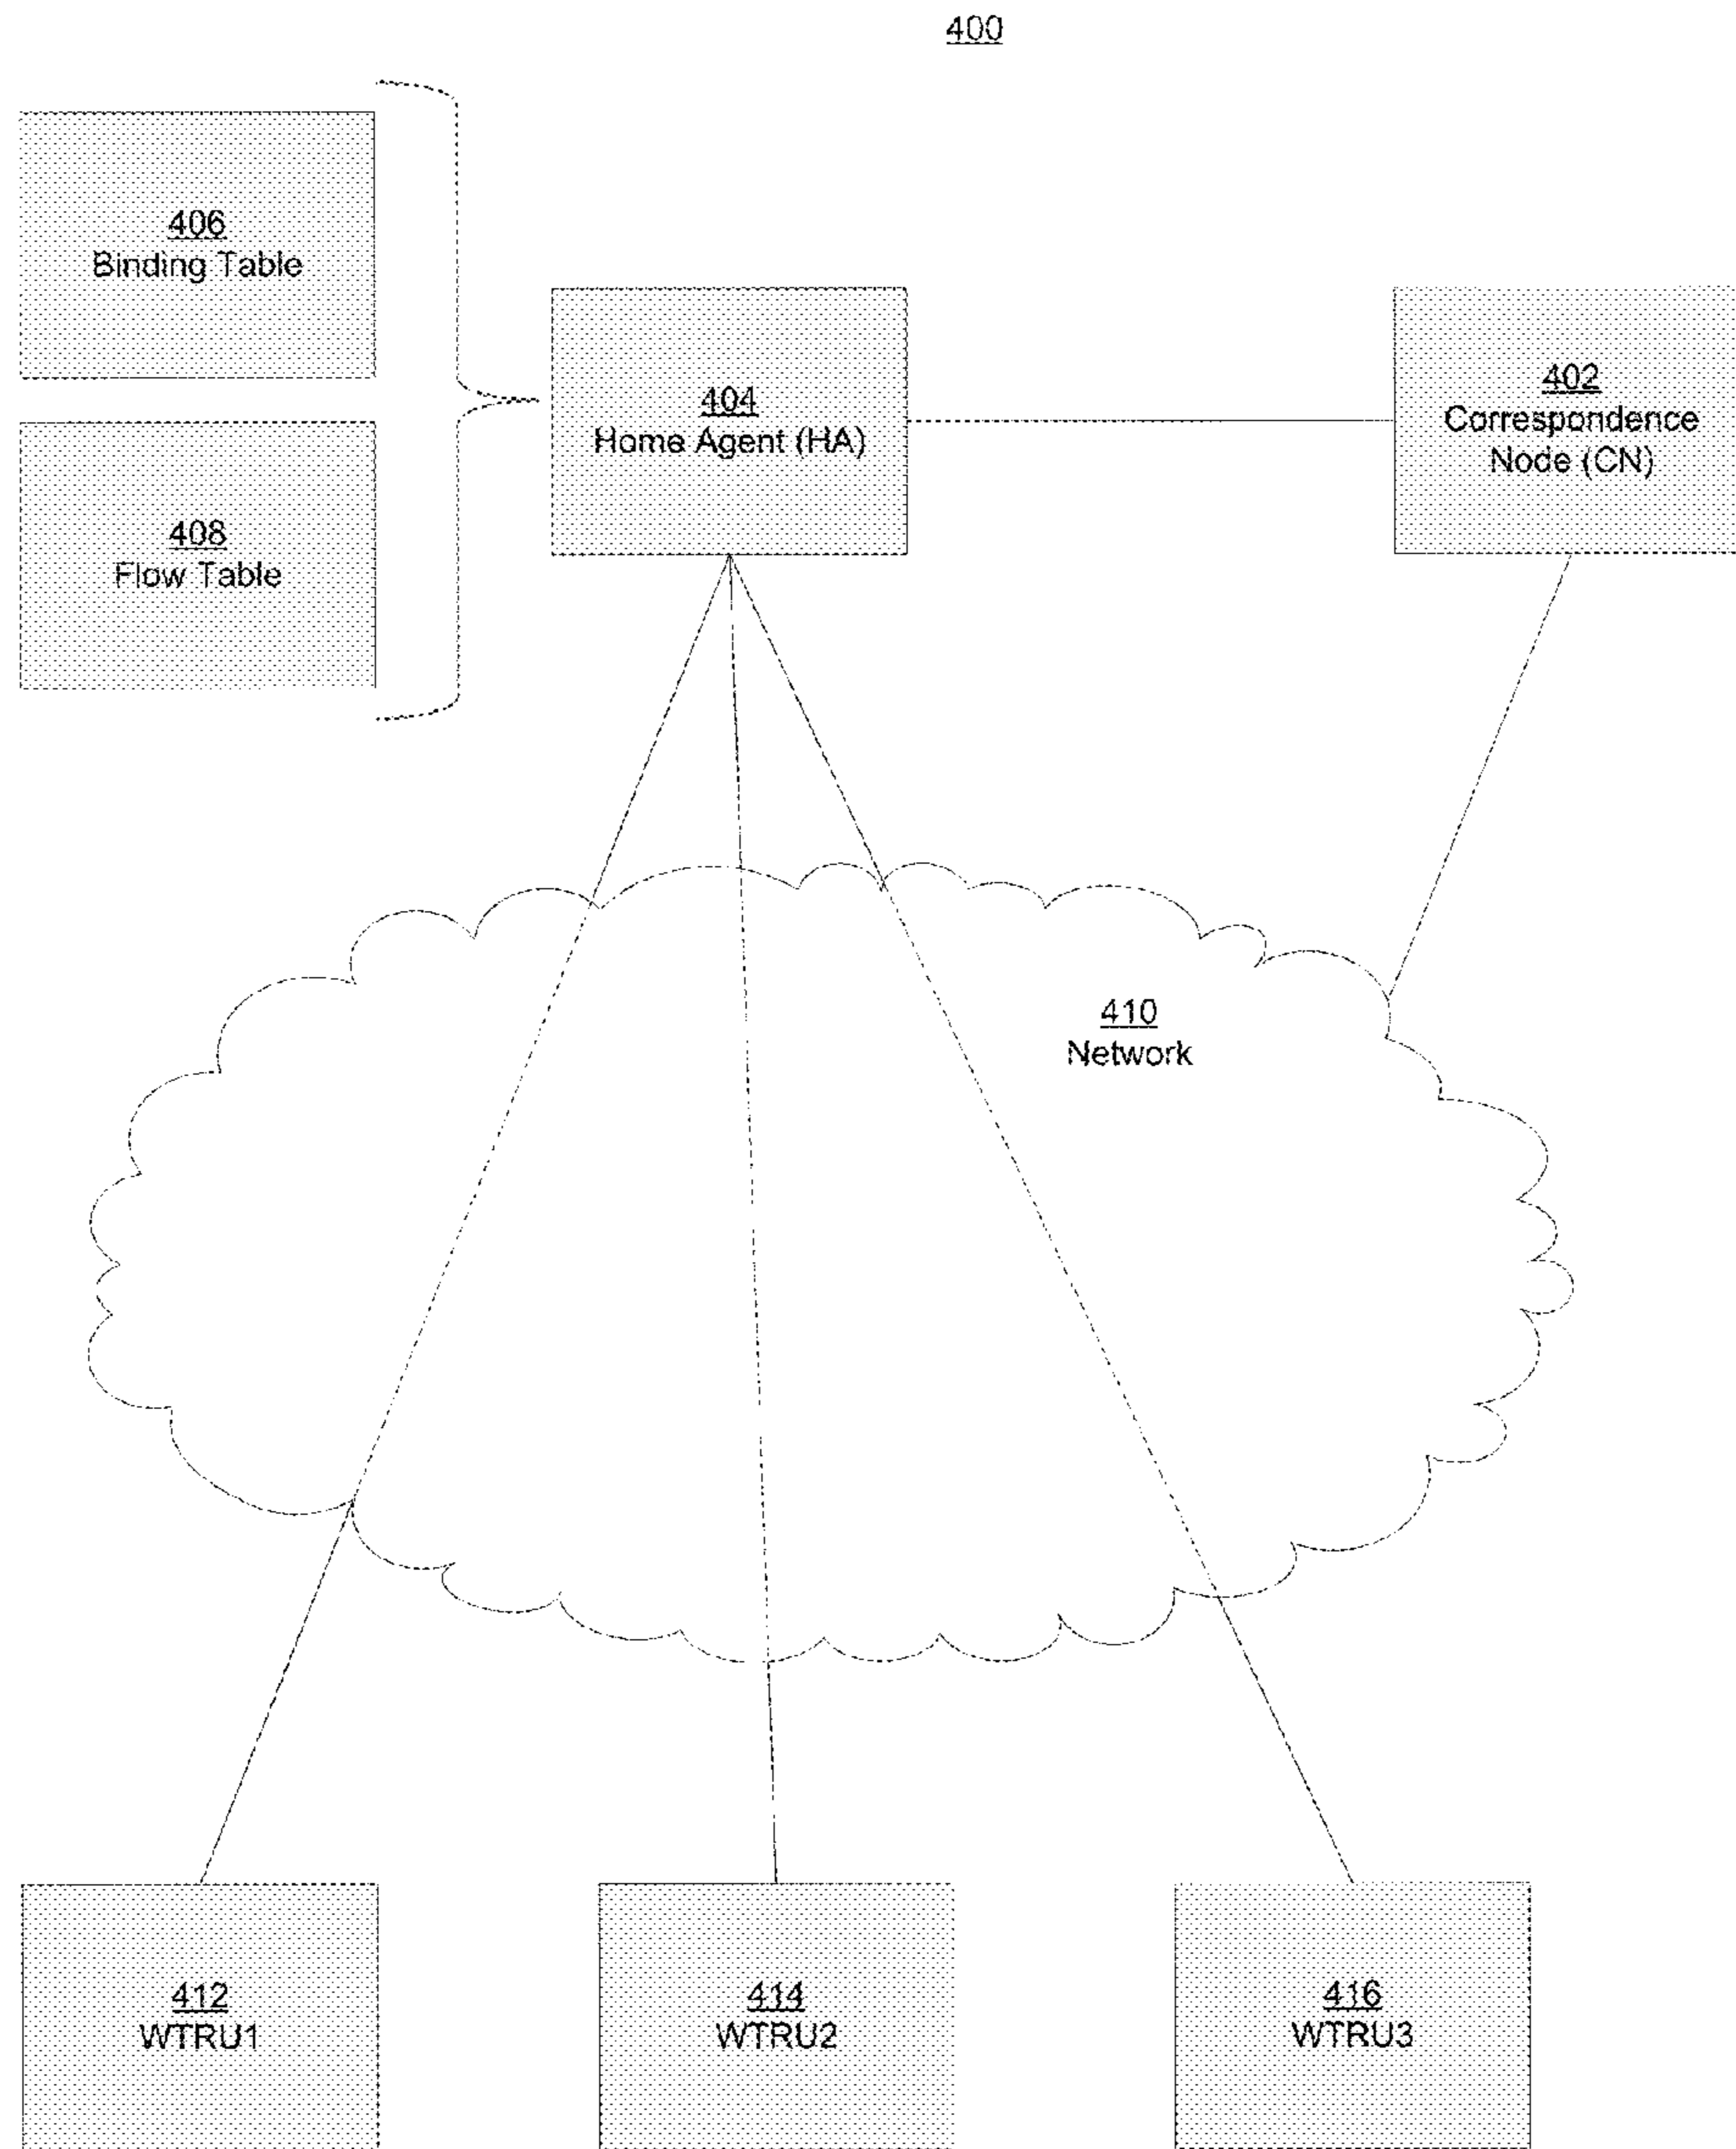 400
406
Binding Table
404
Home Agent (HA)
402
Correspondence
Node (CN)
408
Flow Table
410
Network
412
WTRU1
414
WTRU2
416
WTRU3